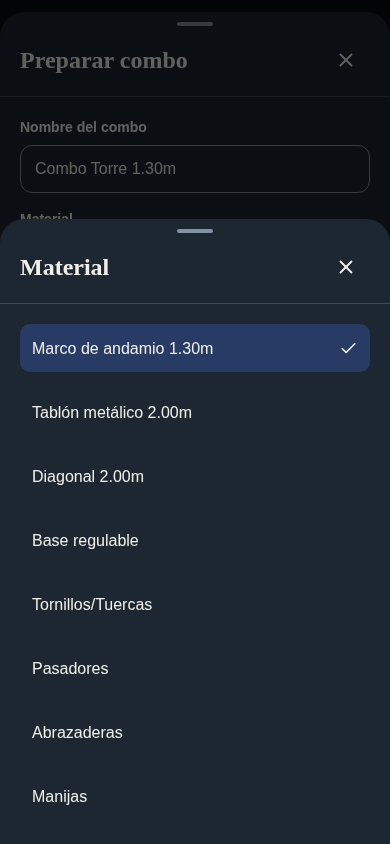 Preparar combo
Nombre del combo
Combo Torre 1.30m
Material
Material
Marco de andamio 1.30m
Tablón metálico 2.00m
Diagonal 2.00m
Base regulable
Tornillos/Tuercas
Pasadores
Abrazaderas
Manijas